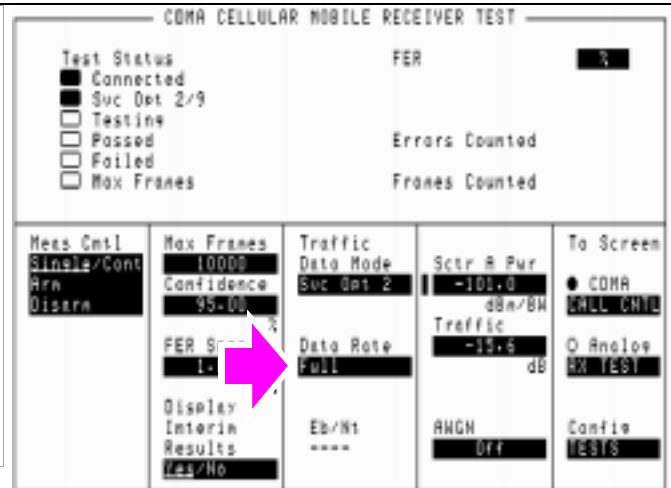 CDMA CELLULAR MOBILE RECEIVER TEST
Test Status
Connected
Svc Opt 2/9
Testing
Passed
Failed
Max Frames
FER
%
Errors Counted
Frames Counted
Meas Cntl
Single/Cont
Arm
Disarm
Max Frames
10000
Confidence
95.00
%
FER
Display
Interim
Results
Yes/No
Traffic
Data Mode
Svc Opt 2
Data Rate
Full
Eb/Nt
----
Sctr A Pwr
-101.0
dBm/BW
Traffic
-15.6
dB
AWGN
Off
To Screen
CDMA
CALL CNTL
Analog
RX TEST
Config
TESTS